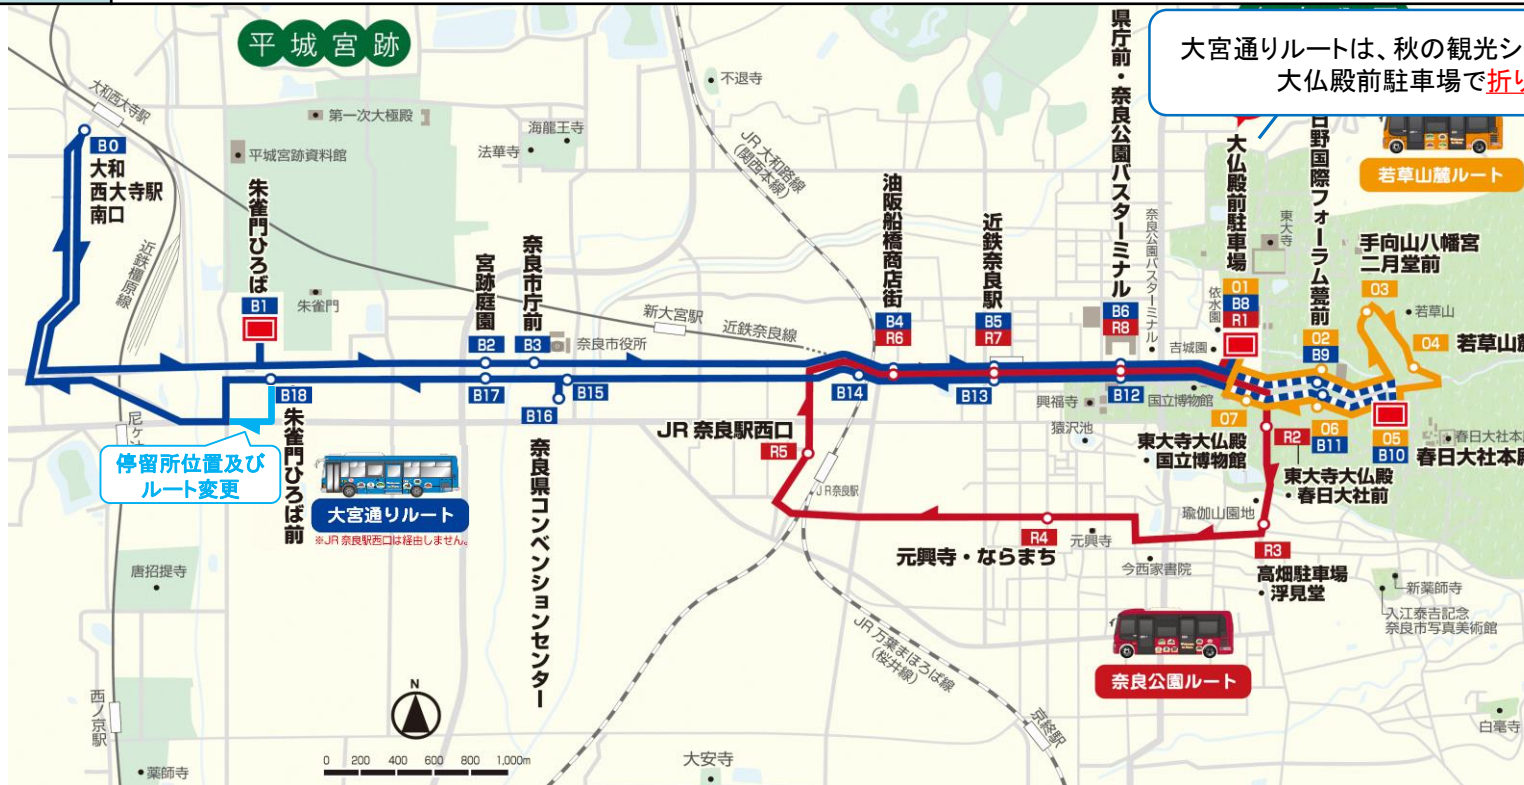 平城宮跡
大宮通りルートは、秋の観光シ
大仏殿前駐車場で折り
若草山麓ルート
大和西大寺駅
B0
大和
西大寺駅
南口
第一次大極殿
平城宮跡資料館
近鉄橿原線
朱雀門ひろば
B1
朱雀門
海龍王寺
法華寺
不退寺
JR 大和路線
(関西本線)
宮跡庭園
B2
奈良市庁前
B3
奈良市役所
新大宮駅
近鉄奈良線
油阪船橋商店街
B4
R6
近鉄奈良駅
B5
R7
県庁前・奈良公園バスターミナル
B6
R8
奈良公園バスターミナル
吉城園
依水園
大仏殿前駐車場
O1
B8
R1
東大寺
日野国際フォーラム甍前
O2
B9
手向山八幡宮
二月堂前
O3
若草山
O4
若草山麓
B18
朱雀門ひろば前
B17
B16
奈良県コンベンションセンター
B15
B14
B13
B12
興福寺
猿沢池
国立博物館
O7
東大寺大仏殿
・国立博物館
R2
東大寺大仏殿
・春日大社前
O6
B11
O5
B10
春日大社本殿
春日大社本
停留所位置及び
ルート変更
大宮通りルート
※JR 奈良駅西口は経由しません。
JR 奈良駅西口
R5
JR奈良駅
R4
元興寺・ならまち
元興寺
今西家書院
瑜伽山園地
R3
高畑駐車場
・浮見堂
新薬師寺
入江泰吉記念
奈良市写真美術館
奈良公園ルート
JR 万葉まほろば線
(桜井線)
京終駅
白毫寺
唐招提寺
西ノ京駅
薬師寺
大安寺
N
0 200 400 600 800 1,000m